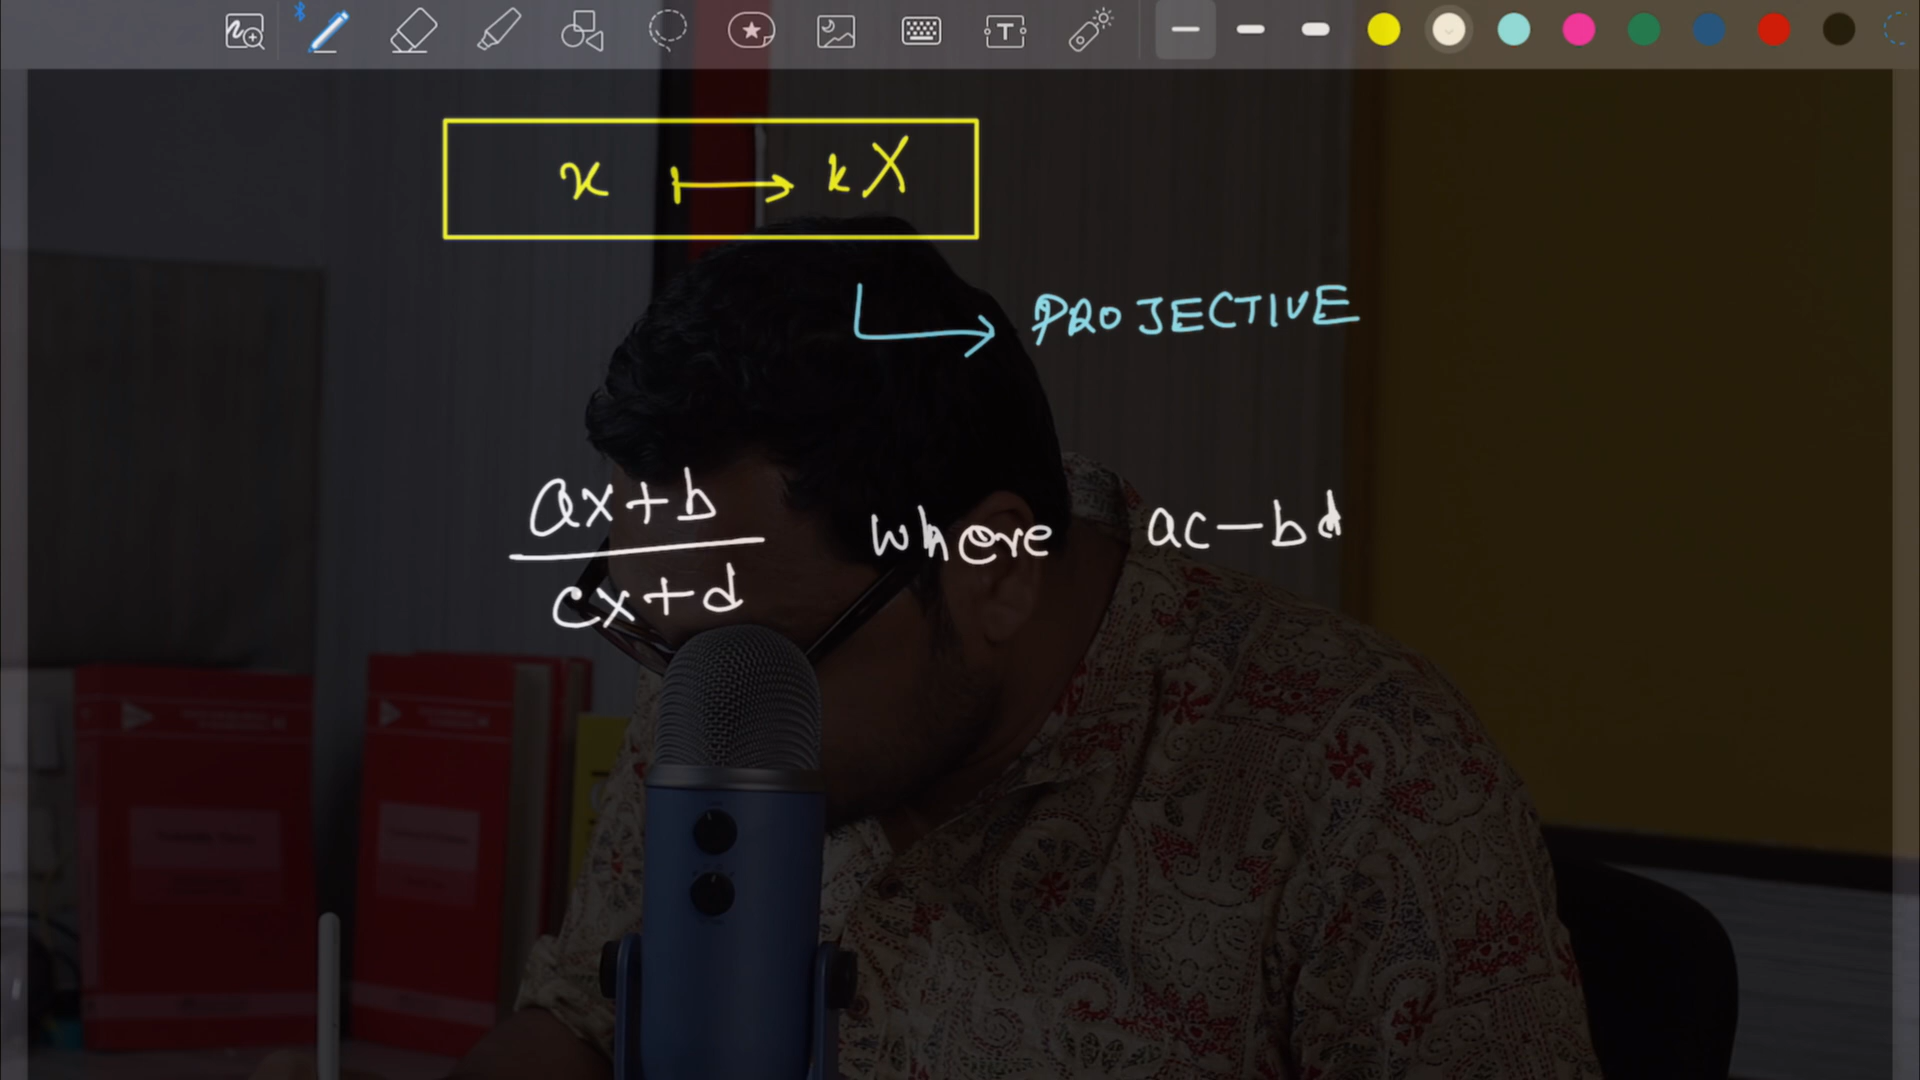 x ↦ kX
PROJECTIVE
ax+b
cx+d
where ac-bd